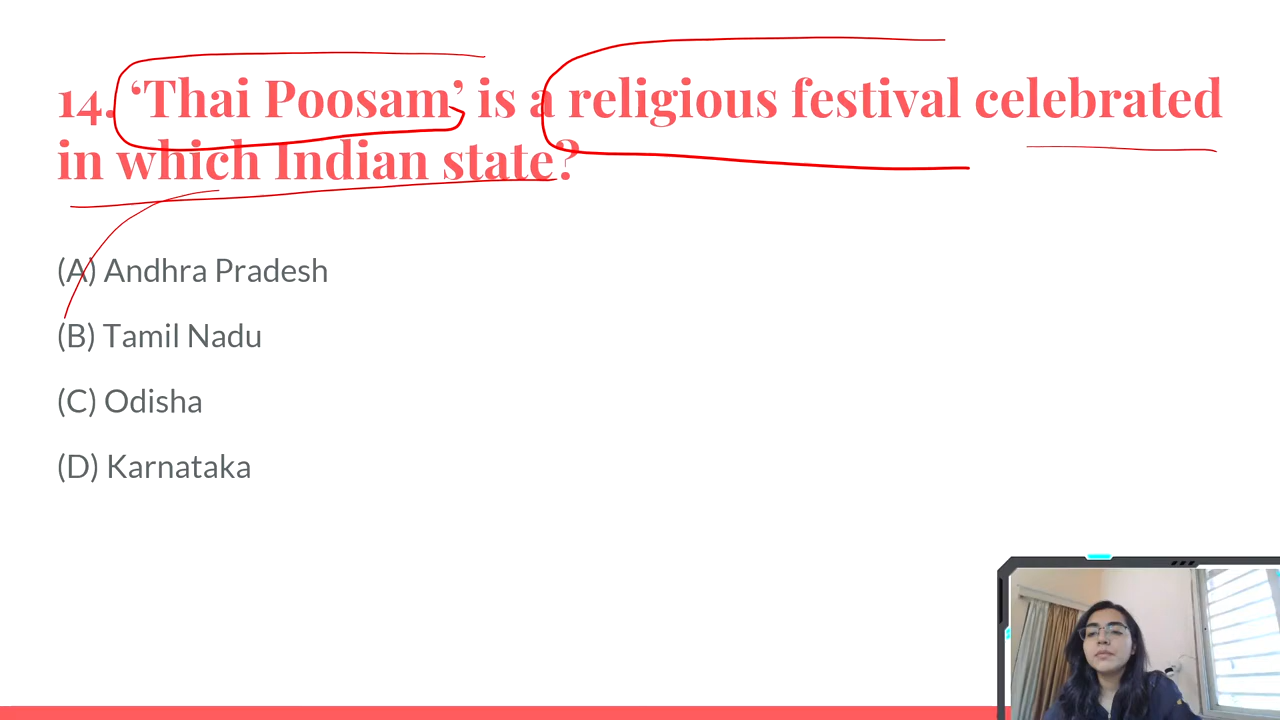 14. ‘Thai Poosam’ is a religious festival celebrated
in which Indian state?
(A) Andhra Pradesh
(B) Tamil Nadu
(C) Odisha
(D) Karnataka